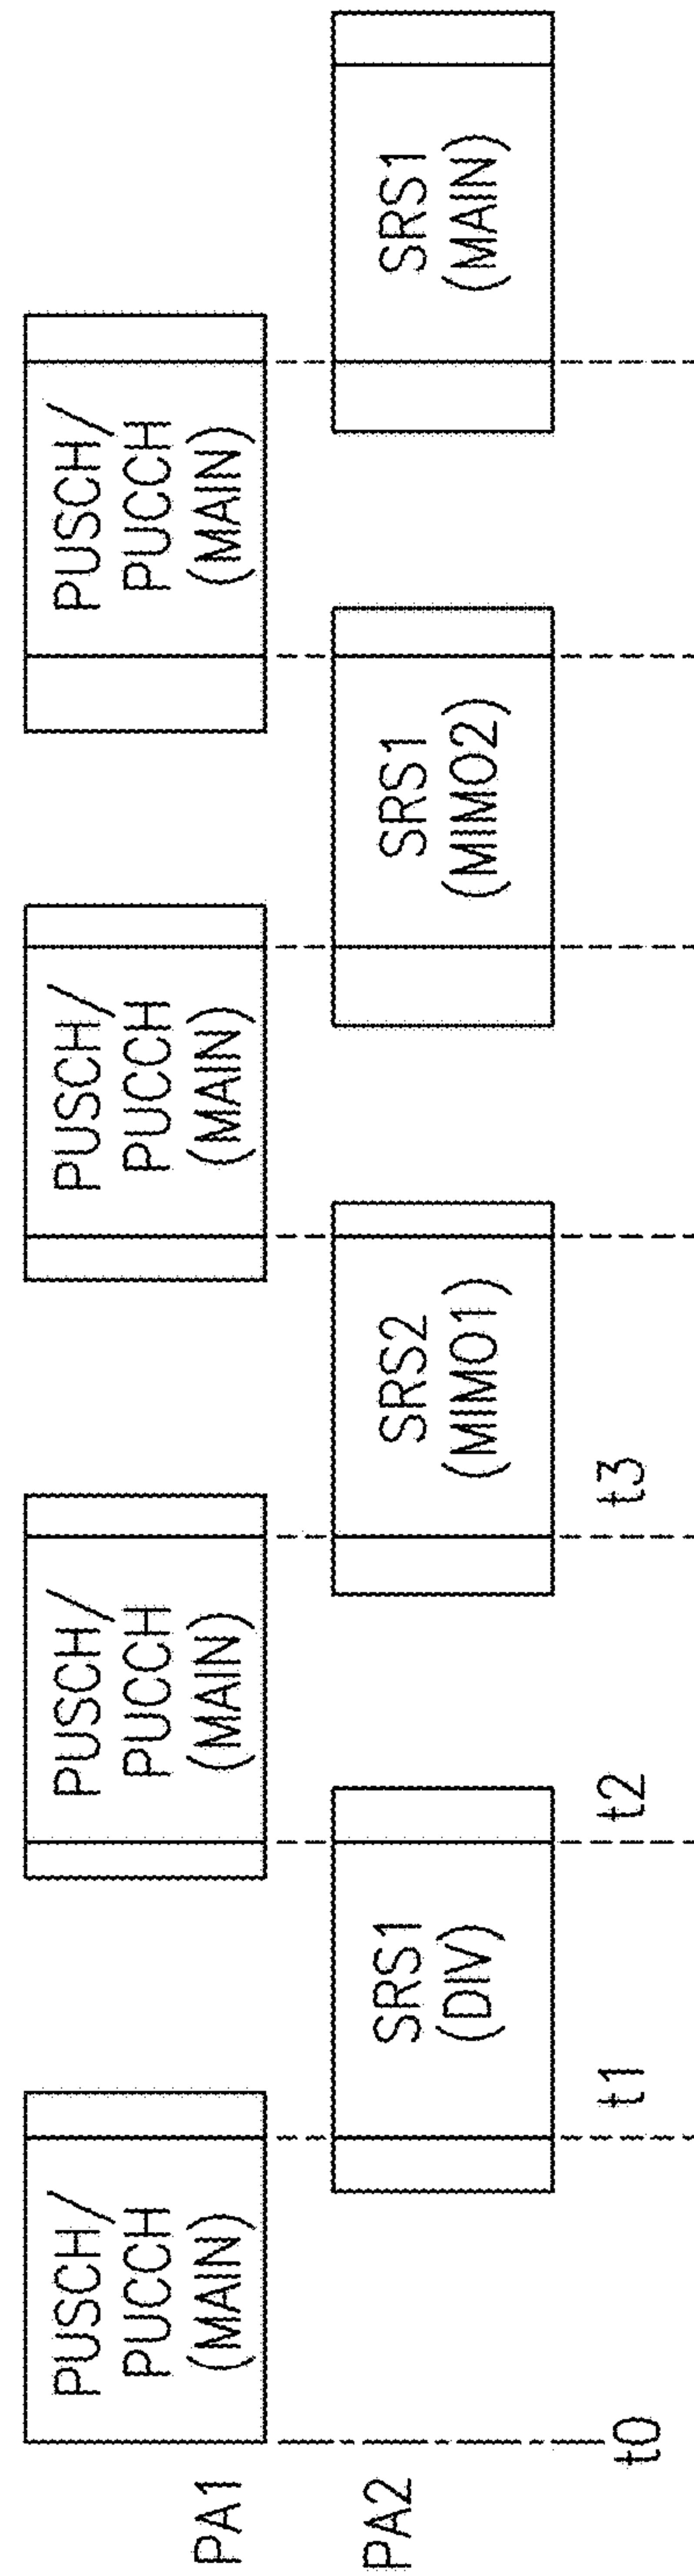 PA1
PUSCH/
PUCCH
(MAIN)
PUSCH/
PUCCH
(MAIN)
PUSCH/
PUCCH
(MAIN)
PUSCH/
PUCCH
(MAIN)
PA2
SRS1
(DIV)
SRS2
(MIMO1)
SRS1
(MIMO2)
SRS1
(MAIN)
t0
t1
t2
t3